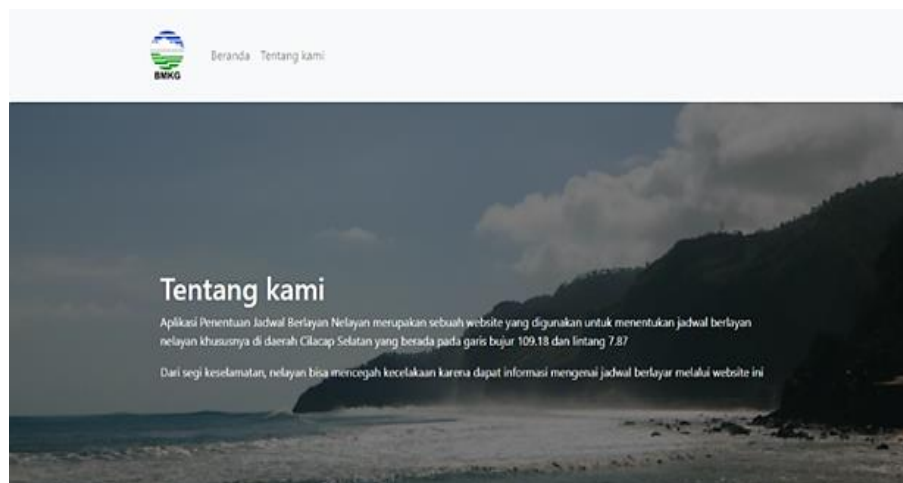 BMKG
Beranda Tentang kami
Tentang kami
Aplikasi Penentuan Jadwal Berlayan Nelayan merupakan sebuah website yang digunakan untuk menentukan jadwal berlayan
nelayan khususnya di daerah Cilacap Selatan yang berada pada garis bujur 109.18 dan lintang 7.87
Dari segi keselamatan, nelayan bisa mencegah kecelakaan karena dapat informasi mengenai jadwal berlayar melalui website ini